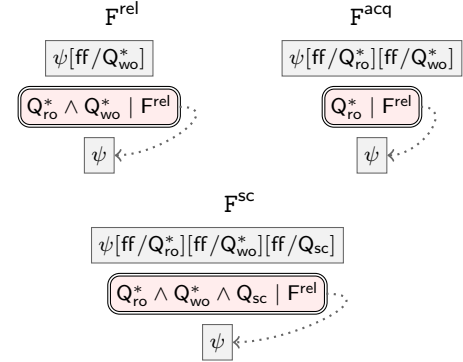 F^rel
ψ[ff/Q*_wo]
Q*_ro ∧ Q*_wo | F^rel
ψ
F^acq
ψ[ff/Q*_ro][ff/Q*_wo]
Q*_ro | F^rel
ψ
F^sc
ψ[ff/Q*_ro][ff/Q*_wo][ff/Q_sc]
Q*_ro ∧ Q*_wo ∧ Q_sc | F^rel
ψ